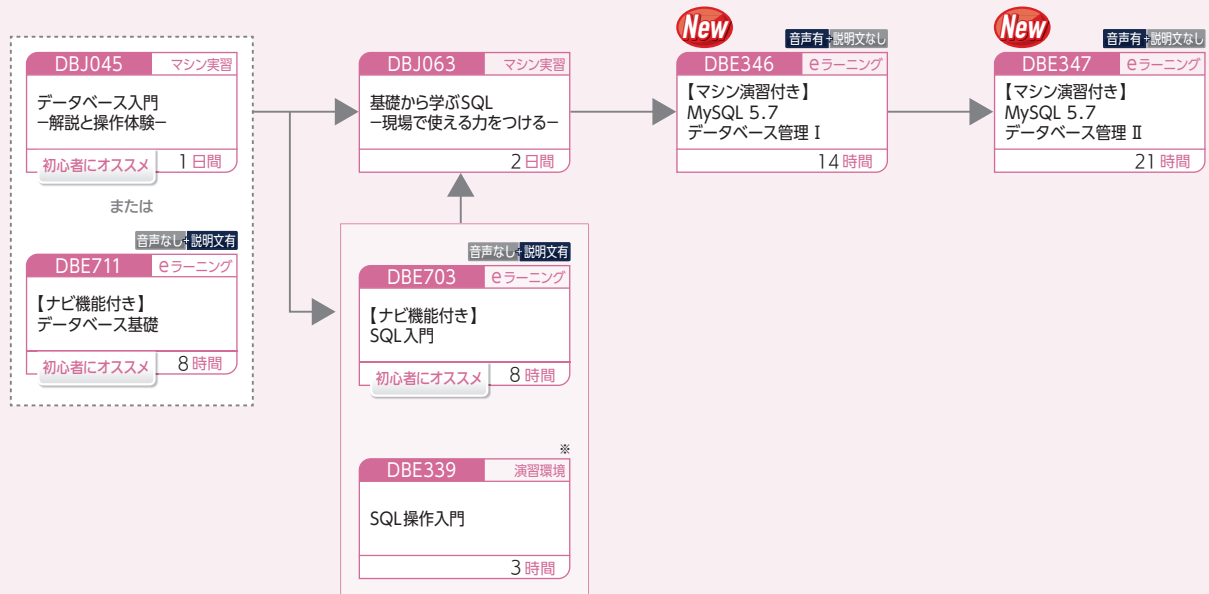 DBJ045 マシン実習
データベース入門
−解説と操作体験−
初心者にオススメ 1日間
または
音声なし+説明文有
DBE711 eラーニング
【ナビ機能付き】
データベース基礎
初心者にオススメ 8時間
DBJ063 マシン実習
基礎から学ぶSQL
−現場で使える力をつける−
2日間
音声なし+説明文有
DBE703 eラーニング
【ナビ機能付き】
SQL入門
初心者にオススメ 8時間
※
DBE339 演習環境
SQL操作入門
3時間
New
音声有+説明文なし
DBE346 eラーニング
【マシン演習付き】
MySQL 5.7
データベース管理 Ⅰ
14時間
New
音声有+説明文なし
DBE347 eラーニング
【マシン演習付き】
MySQL 5.7
データベース管理 Ⅱ
21時間